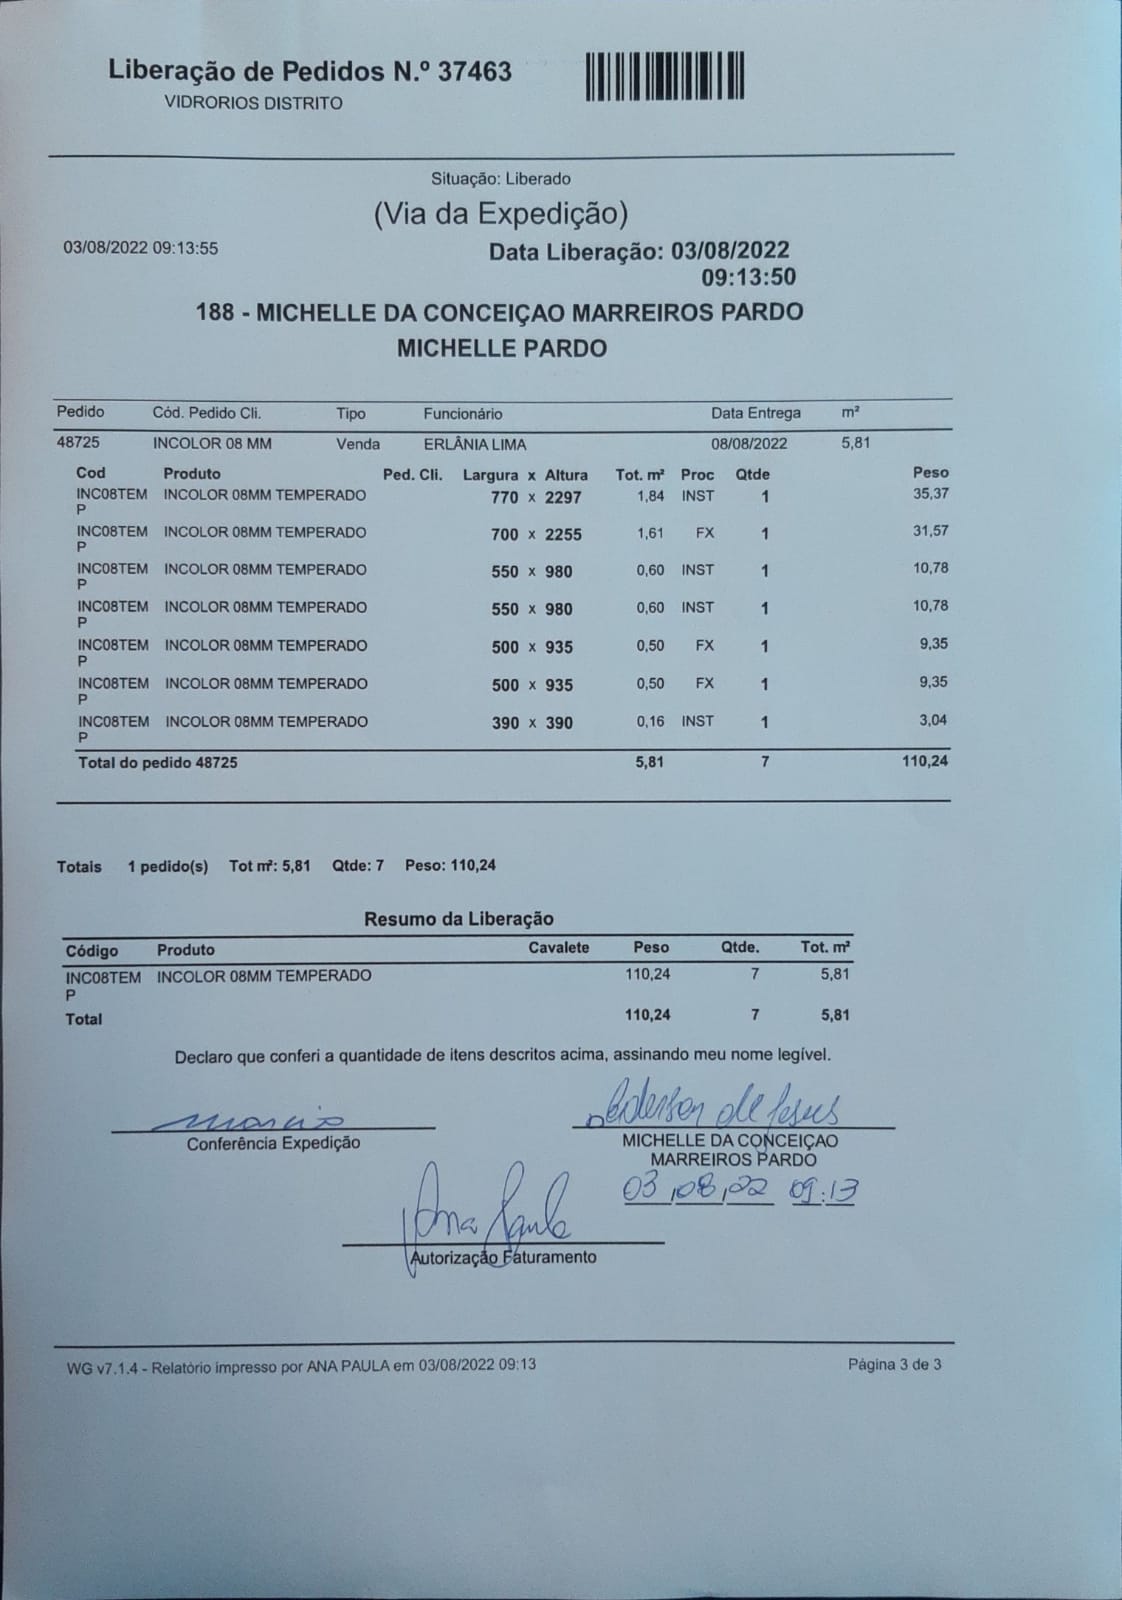 Liberação de Pedidos N.º 37463
VIDRORIOS DISTRITO
Situação: Liberado
(Via da Expedição)
03/08/2022 09:13:55
Data Liberação: 03/08/2022
09:13:50
188 - MICHELLE DA CONCEIÇAO MARREIROS PARDO
MICHELLE PARDO
Pedido Cód. Pedido Cli. Tipo Funcionário Data Entrega m²
48725 INCOLOR 08 MM Venda ERLÂNIA LIMA 08/08/2022 5,81
Cod Produto Ped. Cli. Largura x Altura Tot. m² Proc Qtde Peso
INC08TEM INCOLOR 08MM TEMPERADO 770 x 2297 1,84 INST 1 35,37
P
INC08TEM INCOLOR 08MM TEMPERADO 700 x 2255 1,61 FX 1 31,57
P
INC08TEM INCOLOR 08MM TEMPERADO 550 x 980 0,60 INST 1 10,78
P
INC08TEM INCOLOR 08MM TEMPERADO 550 x 980 0,60 INST 1 10,78
P
INC08TEM INCOLOR 08MM TEMPERADO 500 x 935 0,50 FX 1 9,35
P
INC08TEM INCOLOR 08MM TEMPERADO 500 x 935 0,50 FX 1 9,35
P
INC08TEM INCOLOR 08MM TEMPERADO 390 x 390 0,16 INST 1 3,04
P
Total do pedido 48725 5,81 7 110,24
Totais 1 pedido(s) Tot m²: 5,81 Qtde: 7 Peso: 110,24
Resumo da Liberação
Código Produto Cavalete Peso Qtde. Tot. m²
INC08TEM INCOLOR 08MM TEMPERADO 110,24 7 5,81
P
Total 110,24 7 5,81
Declaro que conferi a quantidade de itens descritos acima, assinando meu nome legível.
marcio
de Jesus
Conferência Expedição
MICHELLE DA CONCEIÇAO
MARREIROS PARDO
03/08/22 09:13
Ana Paula
Autorização Faturamento
WG v7.1.4 - Relatório impresso por ANA PAULA em 03/08/2022 09:13
Página 3 de 3